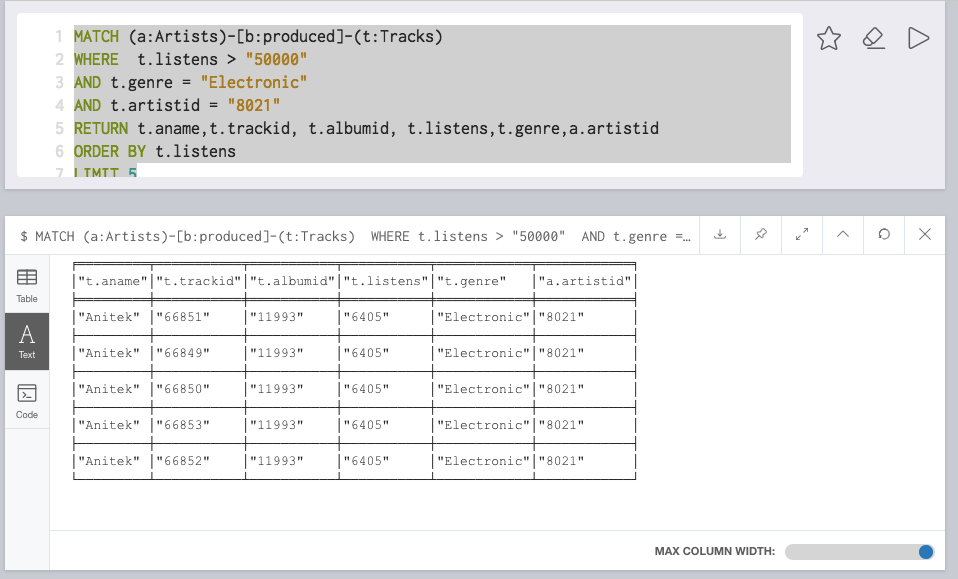 1 MATCH (a:Artists)-[b:produced]-(t:Tracks)
2 WHERE  t.listens > "50000"
3 AND t.genre = "Electronic"
4 AND t.artistid = "8021"
5 RETURN t.aname,t.trackid, t.albumid, t.listens,t.genre,a.artistid
6 ORDER BY t.listens
7 LIMIT 5
$ MATCH (a:Artists)-[b:produced]-(t:Tracks)  WHERE t.listens > "50000"  AND t.genre =…
Table
A
Text
Code
"t.aname" "t.trackid" "t.albumid" "t.listens" "t.genre" "a.artistid"
"Anitek" "66851" "11993" "6405" "Electronic" "8021"
"Anitek" "66849" "11993" "6405" "Electronic" "8021"
"Anitek" "66850" "11993" "6405" "Electronic" "8021"
"Anitek" "66853" "11993" "6405" "Electronic" "8021"
"Anitek" "66852" "11993" "6405" "Electronic" "8021"
MAX COLUMN WIDTH: